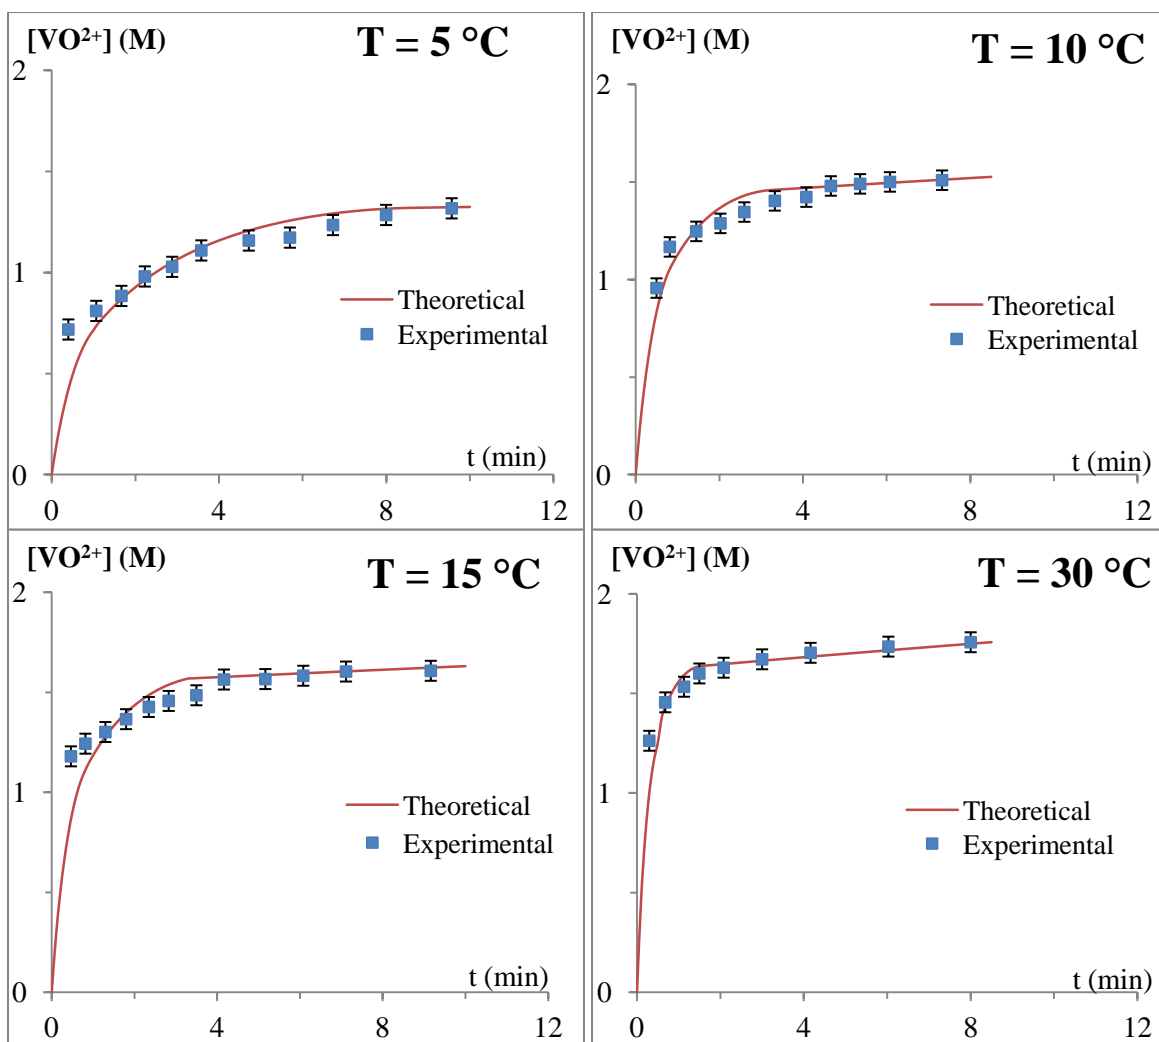 [VO²⁺] (M)
T = 5 °C
2
1
0
Theoretical
Experimental
t (min)
0 4 8 12
[VO²⁺] (M)
T = 10 °C
2
1
0
Theoretical
Experimental
t (min)
0 4 8 12
[VO²⁺] (M)
T = 15 °C
2
1
0
Theoretical
Experimental
t (min)
0 4 8 12
[VO²⁺] (M)
T = 30 °C
2
1
0
Theoretical
Experimental
t (min)
0 4 8 12